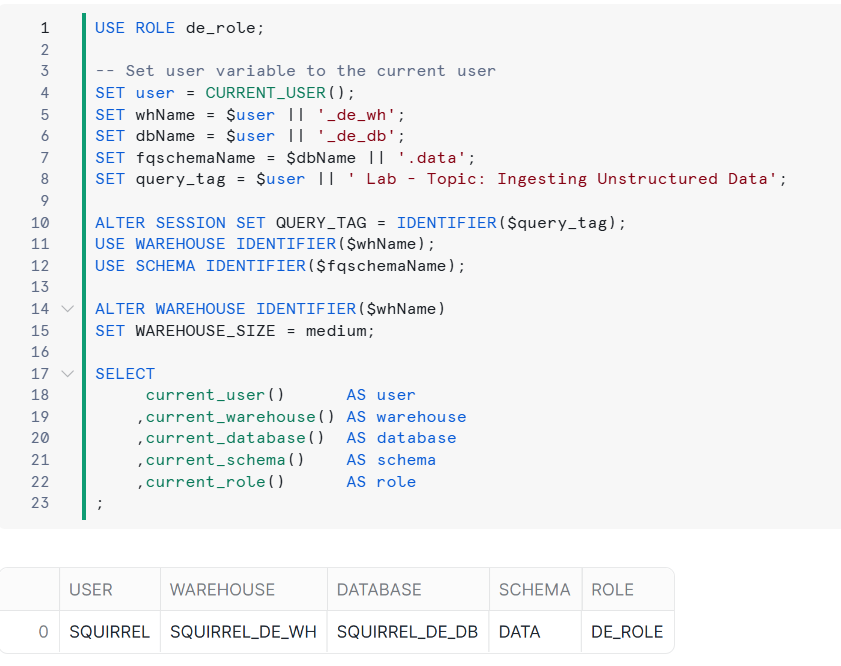 1 USE ROLE de_role;
2
3 -- Set user variable to the current user
4 SET user = CURRENT_USER();
5 SET whName = $user || '_de_wh';
6 SET dbName = $user || '_de_db';
7 SET fqschemaName = $dbName || '.data';
8 SET query_tag = $user || ' Lab - Topic: Ingesting Unstructured Data';
9
10 ALTER SESSION SET QUERY_TAG = IDENTIFIER($query_tag);
11 USE WAREHOUSE IDENTIFIER($whName);
12 USE SCHEMA IDENTIFIER($fqschemaName);
13
14 ALTER WAREHOUSE IDENTIFIER($whName)
15 SET WAREHOUSE_SIZE = medium;
16
17 SELECT
18 current_user() AS user
19 ,current_warehouse() AS warehouse
20 ,current_database() AS database
21 ,current_schema() AS schema
22 ,current_role() AS role
23 ;
USER WAREHOUSE DATABASE SCHEMA ROLE
0 SQUIRREL SQUIRREL_DE_WH SQUIRREL_DE_DB DATA DE_ROLE